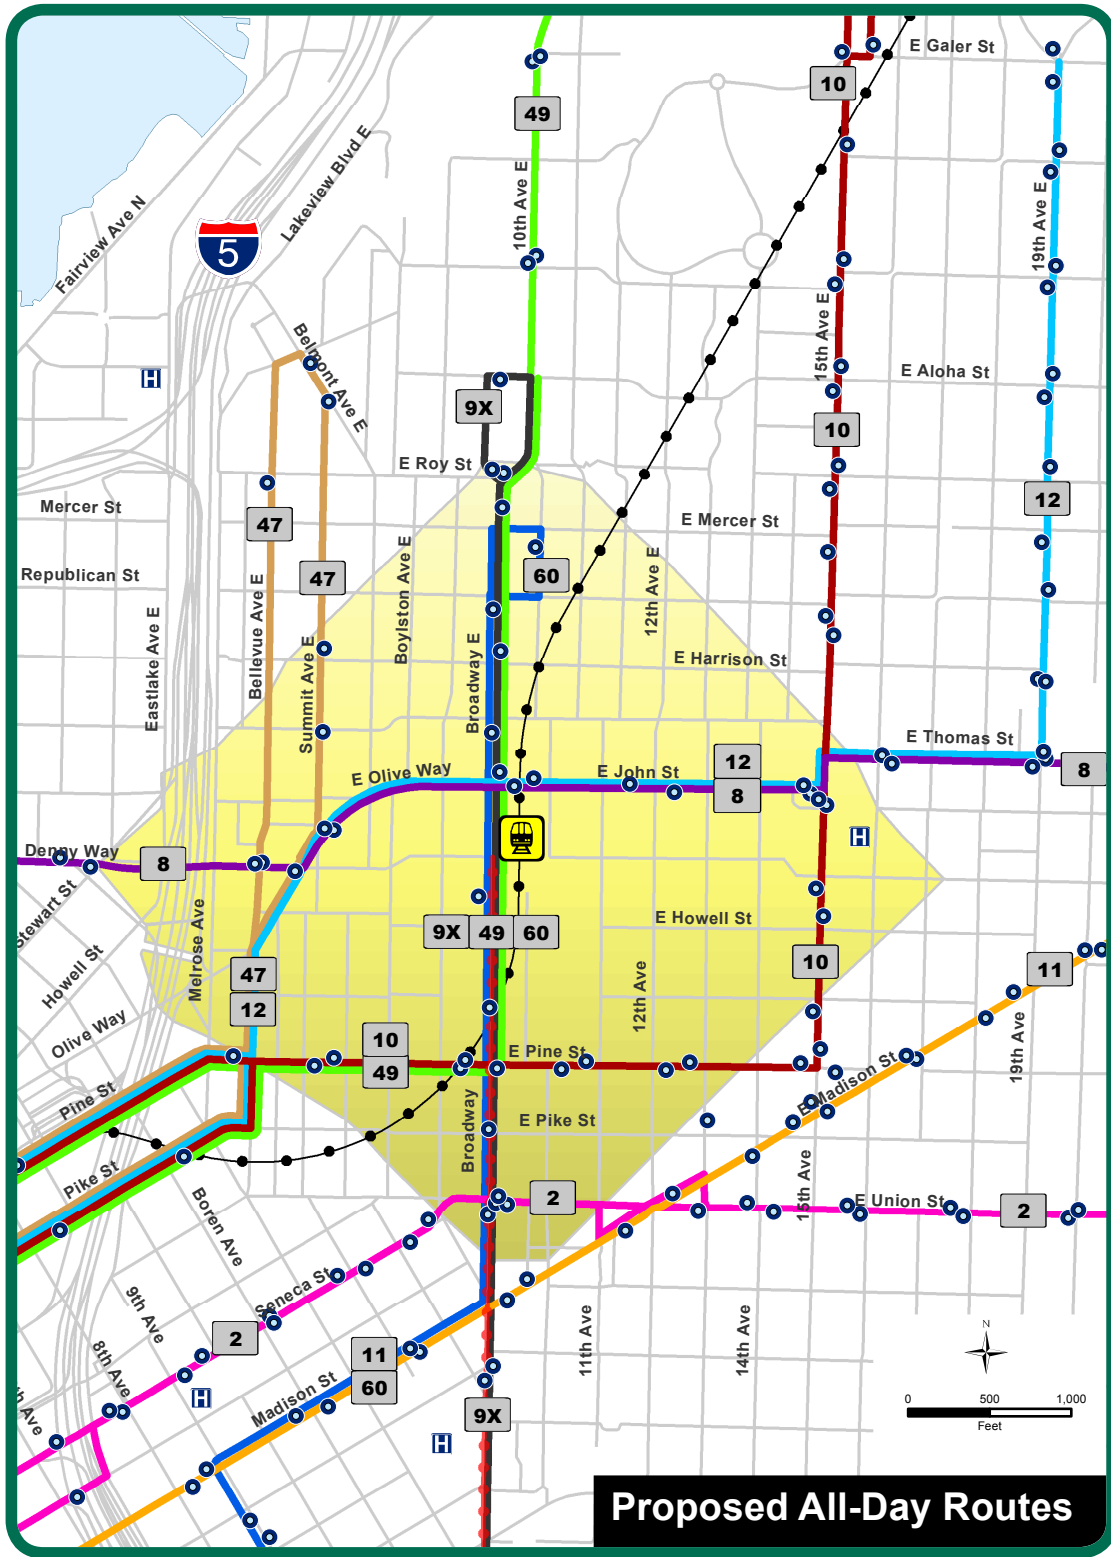 E Galer St
10
49
Lakeview Blvd E
10th Ave E
Fairview Ave N
19th Ave E
5
15th Ave E
Belmont Ave E
H
E Aloha St
9X
10
E Roy St
12
Mercer St
47
E Mercer St
Republican St
47
60
Boylston Ave E
12th Ave E
Bellevue Ave E
Eastlake Ave E
Broadway E
E Harrison St
Summit Ave E
E Thomas St
12
E Olive Way
E John St
8
8
H
Denny Way
8
Stewart St
E Howell St
9X 49 60
Melrose Ave
10
11
Howell St
47
12
12th Ave
Olive Way
10
49
E Pine St
19th Ave
Pine St
E Madison St
Broadway
E Pike St
Pike St
15th Ave
2
E Union St
2
Boren Ave
Seneca St
9th Ave
2
8th Ave
11
60
11th Ave
14th Ave
N
H
Madison St
h Ave
0 500 1,000
Feet
9X
H
Proposed All-Day Routes